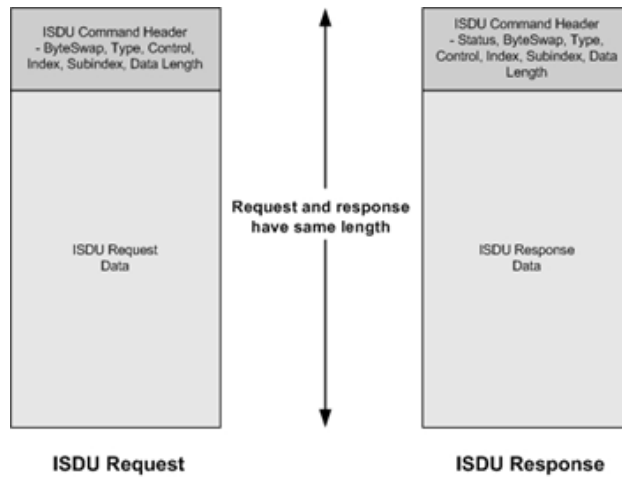 ISDU Command Header
- ByteSwap, Type, Control,
Index, Subindex, Data Length
ISDU Request
Data
ISDU Request
Request and response
have same length
ISDU Command Header
- Status, ByteSwap, Type,
Control, Index, Subindex, Data
Length
ISDU Response
Data
ISDU Response